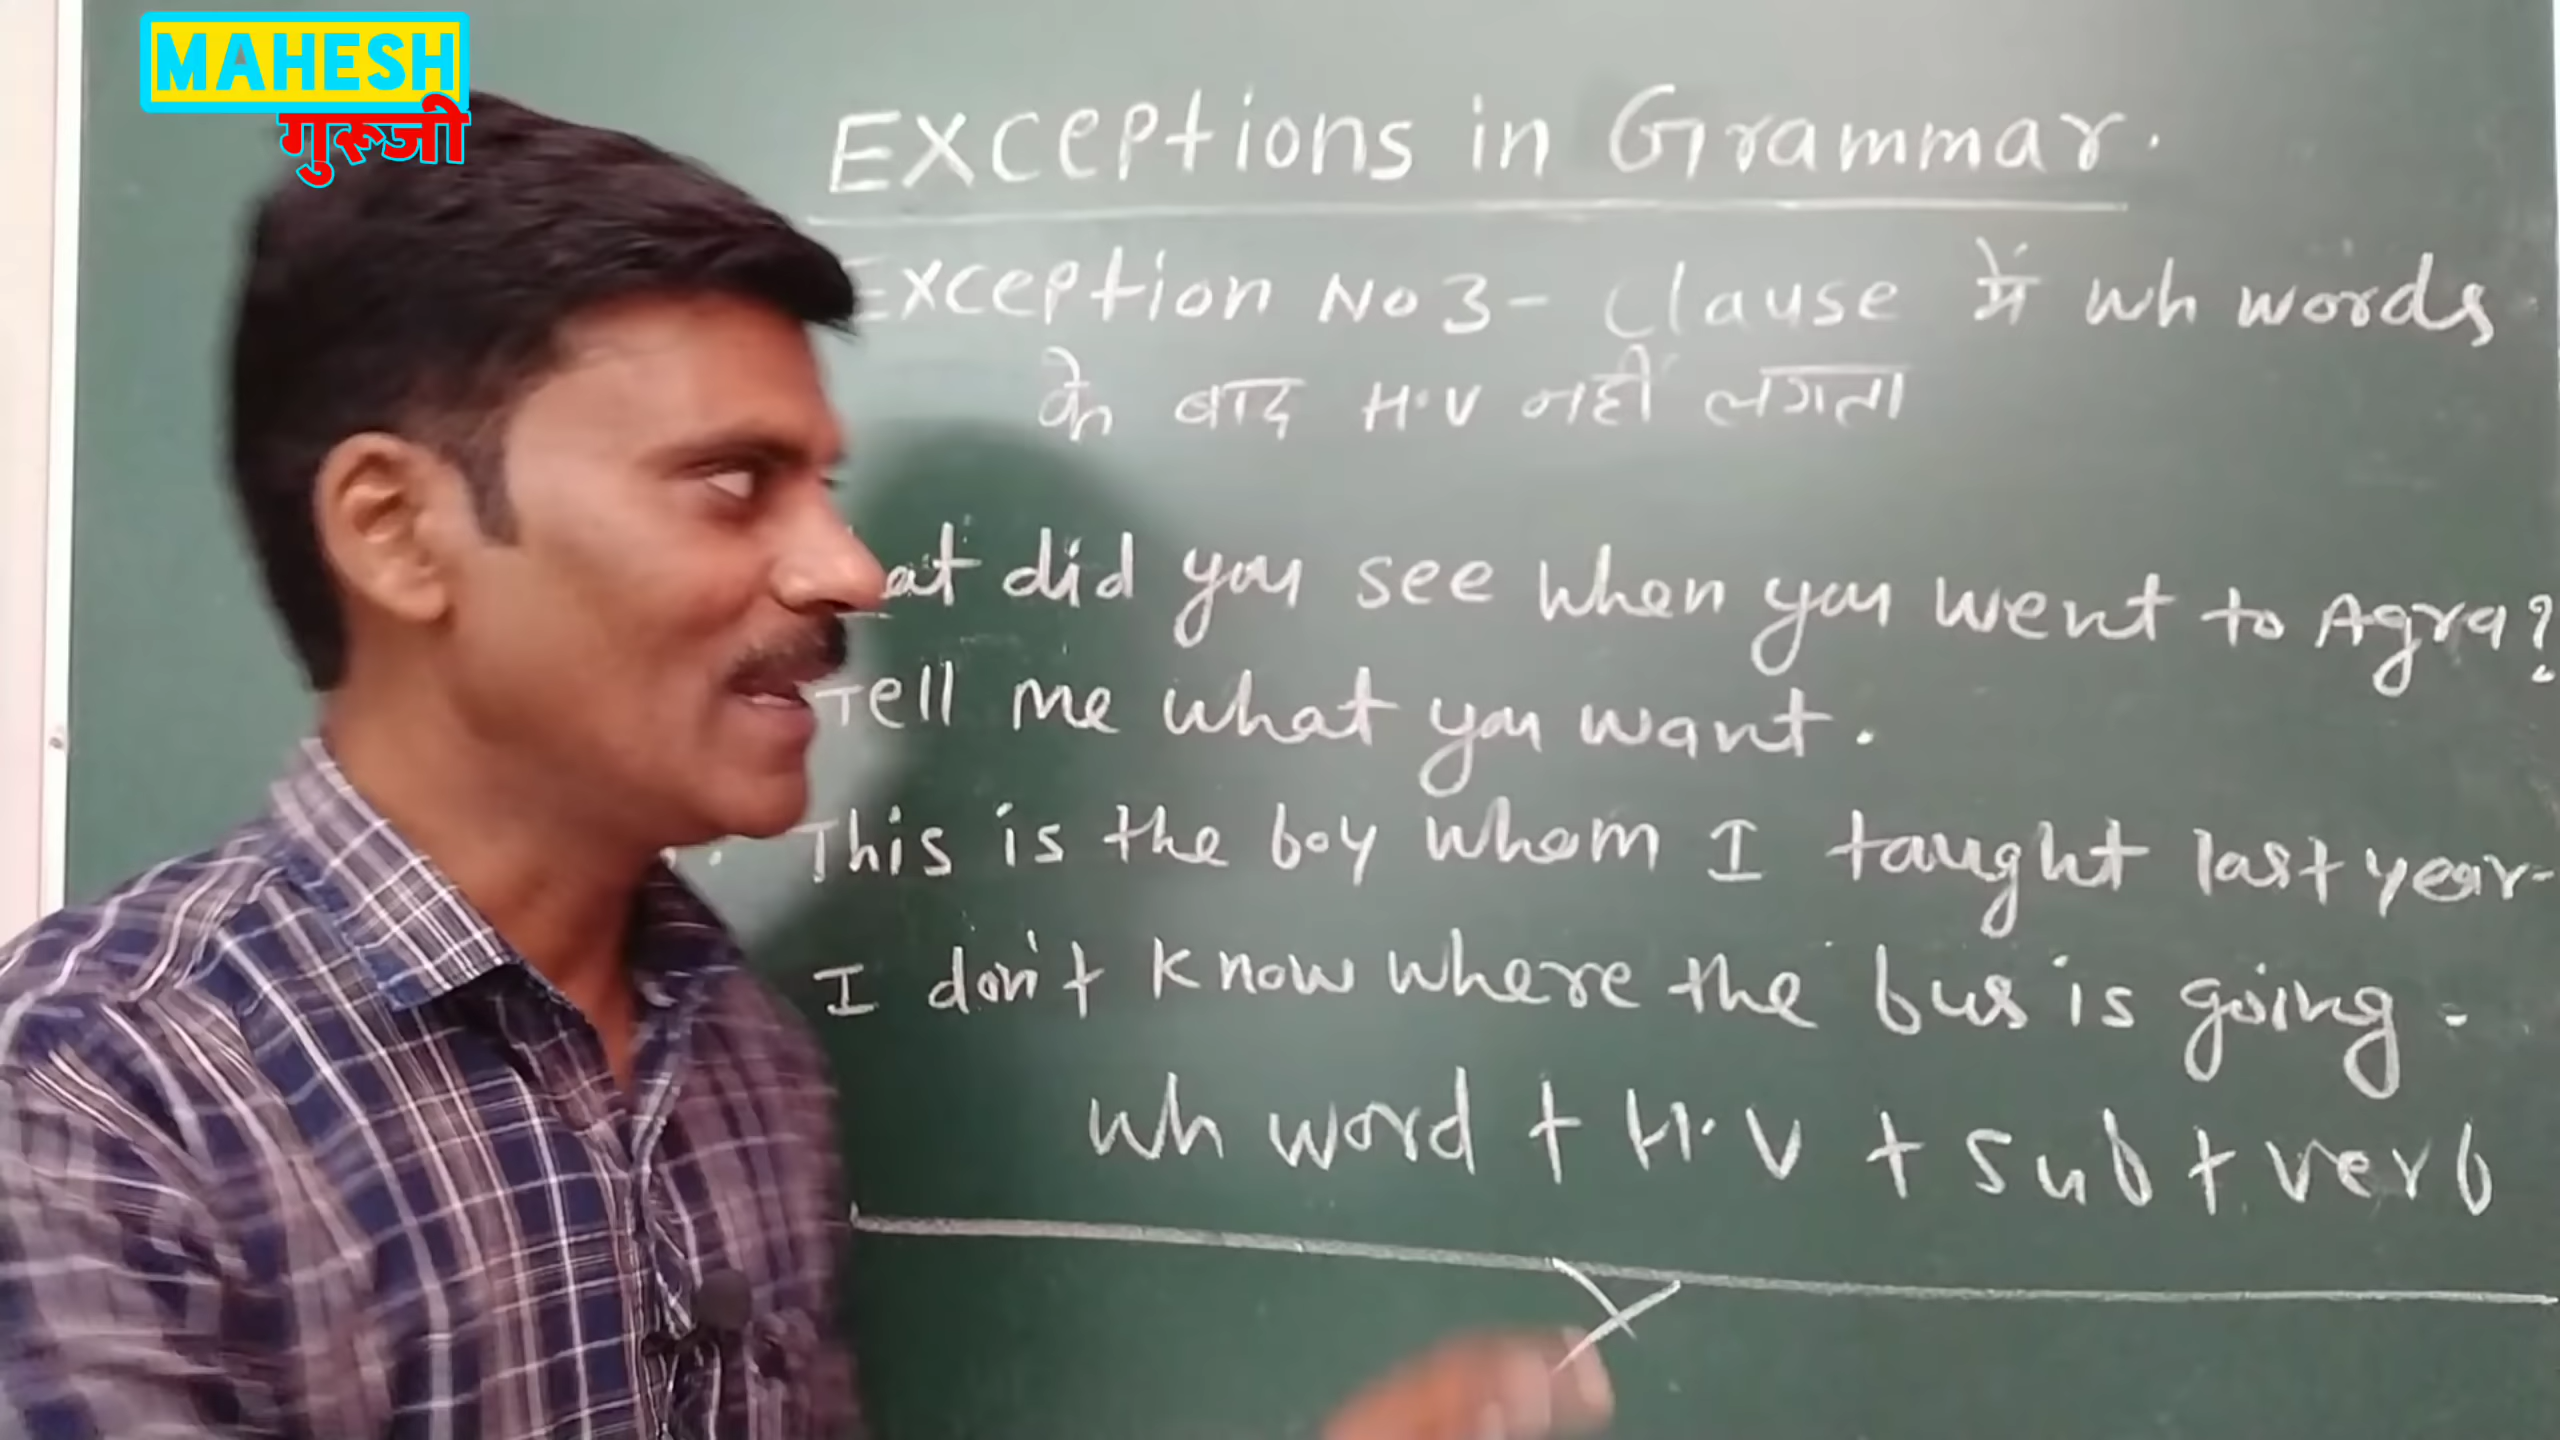 MAHESH
गुरूजी
Exceptions in Grammar.
Exception No 3 - Clause में wh words
के बाद H.V नहीं लगता
did you see when you went to Agra?
Tell me what you want.
This is the boy whom I taught last year-
I don't know where the bus is going.
wh word + H.V + Sub + verb